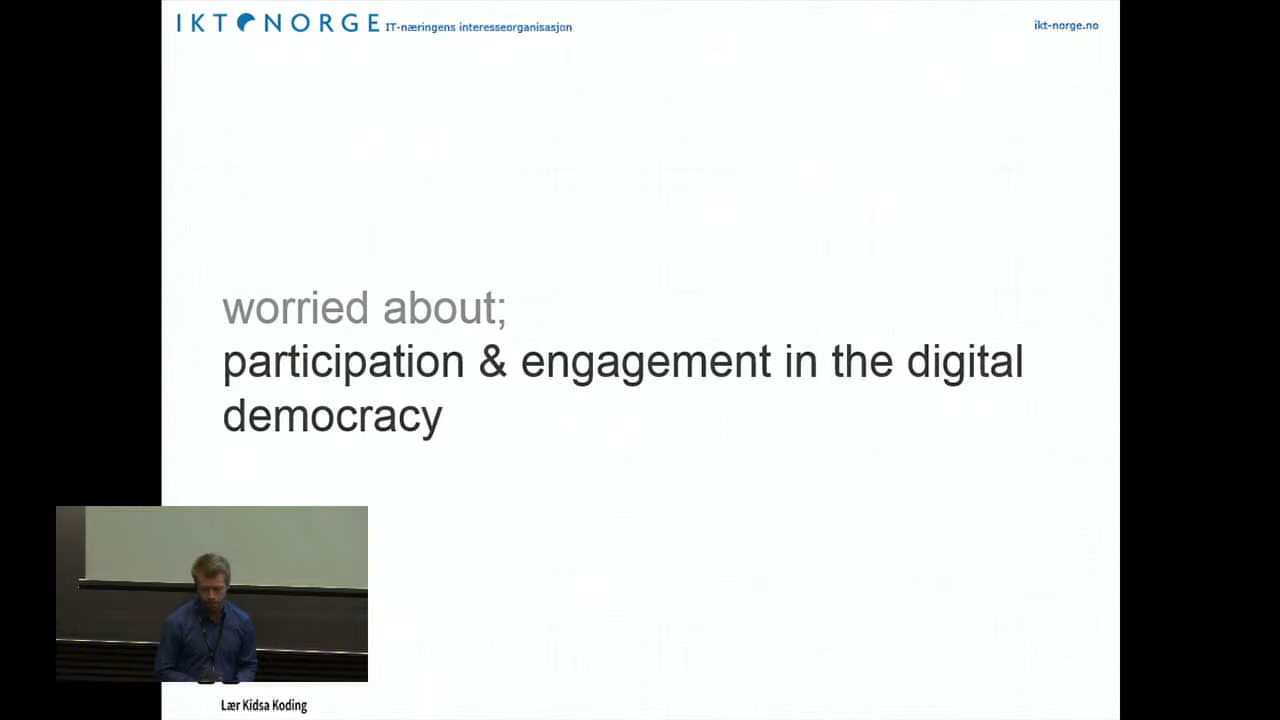 IKT NORGE IT-næringens interesseorganisasjon
ikt-norge.no
worried about;
participation & engagement in the digital
democracy
Lær Kidsa Koding